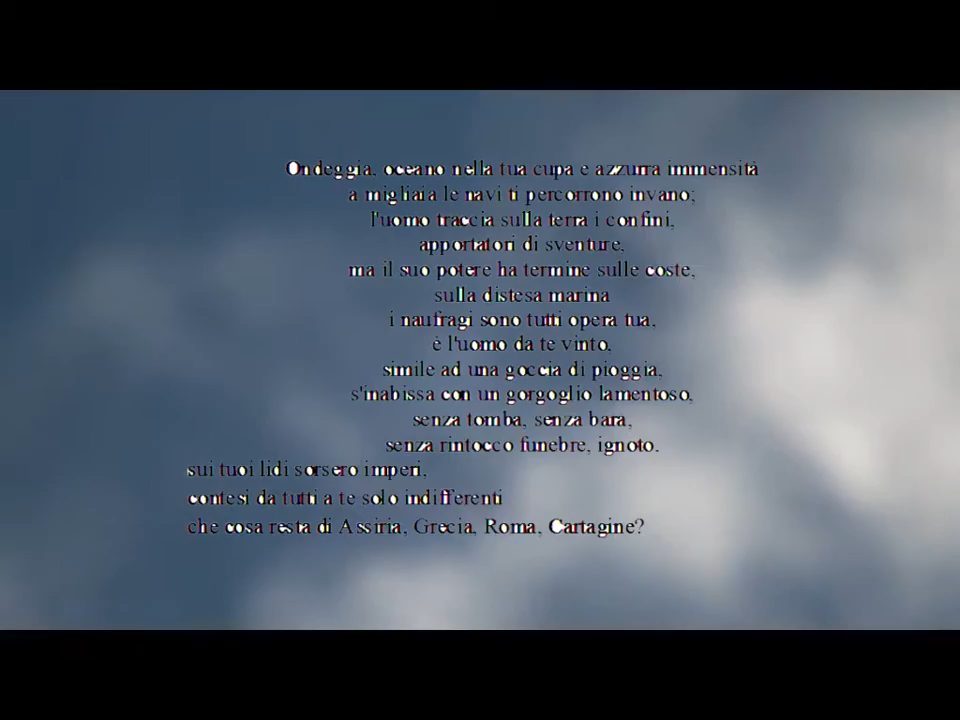 Ondeggia, oceano nella tua cupa e azzurra immensità
a migliaia le navi ti percorrono invano;
l'uomo traccia sulla terra i confini,
apportatori di sventure,
ma il suo potere ha termine sulle coste,
sulla distesa marina
i naufragi sono tutti opera tua,
è l'uomo da te vinto,
simile ad una goccia di pioggia,
s'inabissa con un gorgoglio lamentoso,
senza tomba, senza bara,
senza rintocco funebre, ignoto.
sui tuoi lidi sorsero imperi,
contesi da tutti a te solo indifferenti
che cosa resta di Assiria, Grecia, Roma, Cartagine?